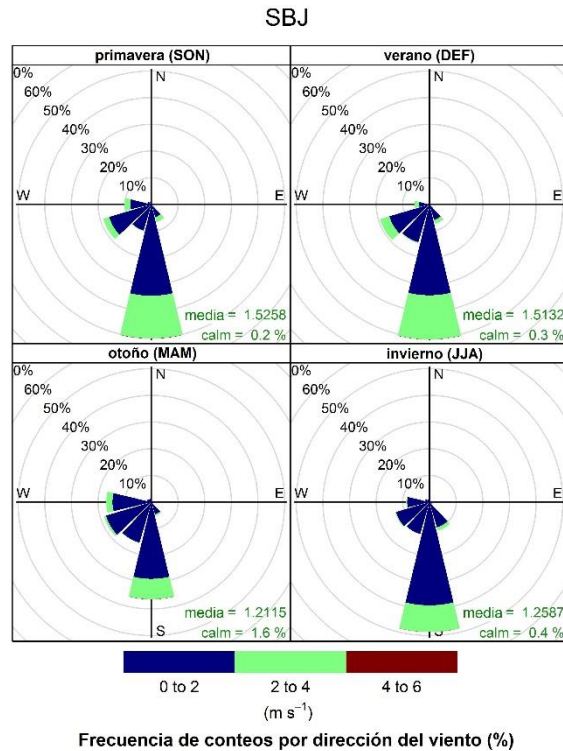 SBJ
primavera (SON)
verano (DEF)
0%
60%
50%
40%
30%
20%
10%
N
W
E
media = 1.5258
calm = 0.2 %
0%
60%
50%
40%
30%
20%
10%
N
W
E
media = 1.5132
calm = 0.3 %
otoño (MAM)
invierno (JJA)
0%
60%
50%
40%
30%
20%
10%
N
W
E
S
media = 1.2115
calm = 1.6 %
0%
60%
50%
40%
30%
20%
10%
N
W
E
media = 1.2587
calm = 0.4 %
0 to 2
2 to 4
4 to 6
(m s⁻¹)
Frecuencia de conteos por dirección del viento (%)